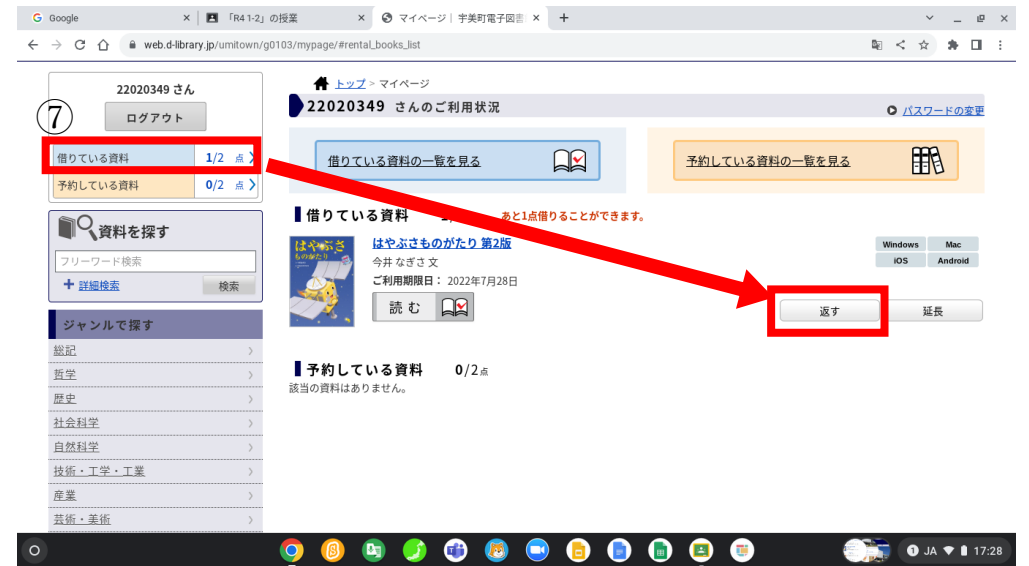 Google
「R4 1-2」の授業
マイページ｜宇美町電子図書
web.d-library.jp/umitown/g0103/mypage/#rental_books_list
22020349 さん
⑦
ログアウト
借りている資料 1/2 点
予約している資料 0/2 点
資料を探す
フリーワード検索
詳細検索
検索
ジャンルで探す
総記
哲学
歴史
社会科学
自然科学
技術・工学・工業
産業
芸術・美術
トップ > マイページ
22020349 さんのご利用状況
パスワードの変更
借りている資料の一覧を見る
予約している資料の一覧を見る
借りている資料
あと1点借りることができます。
はやぶさものがたり
はやぶさものがたり 第2版
今井 なぎさ 文
ご利用期限日： 2022年7月28日
読む
Windows Mac
iOS Android
返す
延長
予約している資料 0/2点
該当の資料はありません。
JA 17:28